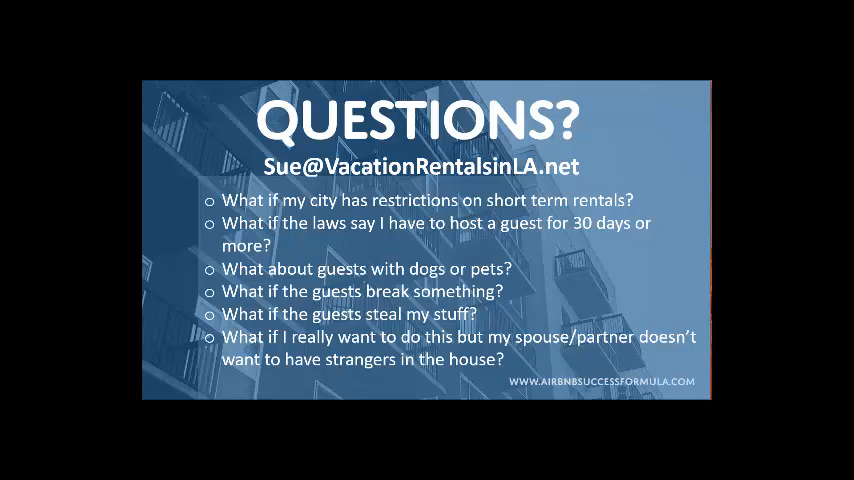 QUESTIONS?
Sue@VacationRentalsinLA.net
o What if my city has restrictions on short term rentals?
o What if the laws say I have to host a guest for 30 days or
more?
o What about guests with dogs or pets?
o What if the guests break something?
o What if the guests steal my stuff?
o What if I really want to do this but my spouse/partner doesn't
want to have strangers in the house?
WWW.AIRBNBSUCCESSFORMULA.COM